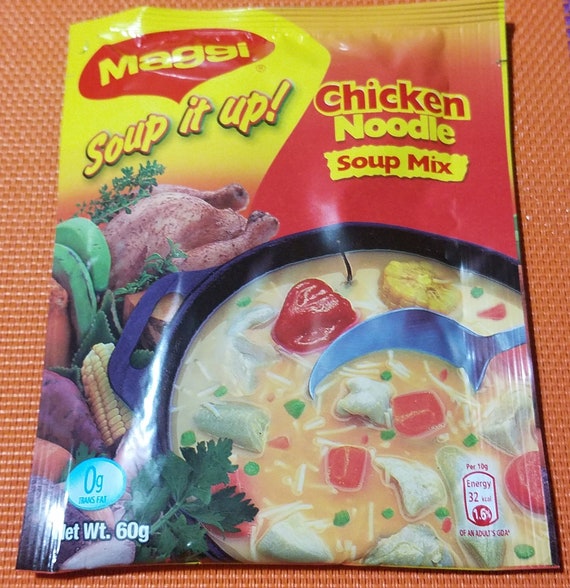 Maggi®
Soup it up!
Chicken
Noodle
Soup Mix
0g
TRANS FAT
Net Wt. 60g
Per 10g
Energy
32 kcal
1.6%
OF AN ADULT'S GDA*